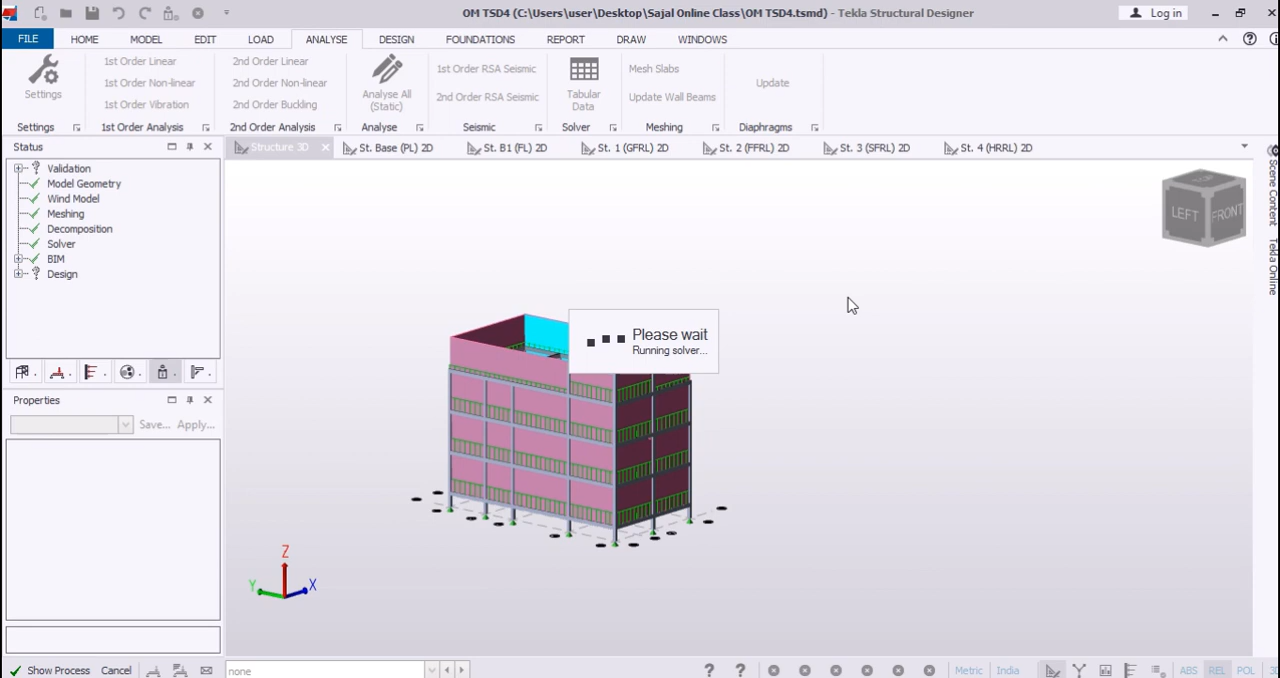 OM TSD4 (C:\Users\user\Desktop\Sajal Online Class\OM TSD4.tsmd) - Tekla Structural Designer
Log in
FILE HOME MODEL EDIT LOAD ANALYSE DESIGN FOUNDATIONS REPORT DRAW WINDOWS
1st Order Linear 2nd Order Linear 1st Order RSA Seismic Mesh Slabs
1st Order Non-linear 2nd Order Non-linear Update
Settings Analyse All Tabular
2nd Order RSA Seismic Update Wall Beams
1st Order Vibration 2nd Order Buckling (Static) Data
Settings 1st Order Analysis 2nd Order Analysis Analyse Seismic Solver Meshing Diaphragms
Status Structure 3D St. Base (PL) 2D St. B1 (FL) 2D St. 1 (GFRL) 2D St. 2 (FFRL) 2D St. 3 (SFRL) 2D St. 4 (HRRL) 2D
Validation
Model Geometry
Wind Model
Meshing
Decomposition
Solver
BIM
Design
TOP
LEFT FRONT
Scene Content
Tekla Online
Please wait
Running solver...
Properties
Save... Apply...
Z
Y X
Show Process Cancel none ? ? Metric India ABS REL POL